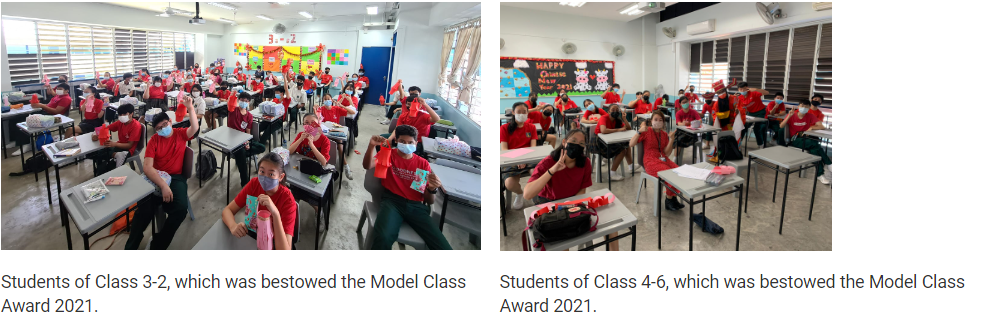 3 - 2
HAPPY
Chinese
New
Year 2021
Students of Class 3-2, which was bestowed the Model Class
Award 2021.
Students of Class 4-6, which was bestowed the Model Class
Award 2021.